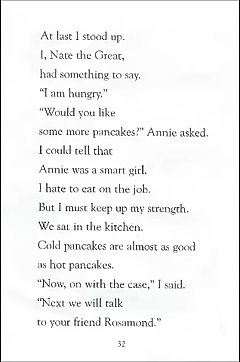 At last I stood up.
I, Nate the Great,
had something to say.
“I am hungry.”
“Would you like
some more pancakes?” Annie asked.
I could tell that
Annie was a smart girl.
I hate to eat on the job.
But I must keep up my strength.
We sat in the kitchen.
Cold pancakes are almost as good
as hot pancakes.
“Now, on with the case,” I said.
“Next we will talk
to your friend Rosamond.”
32